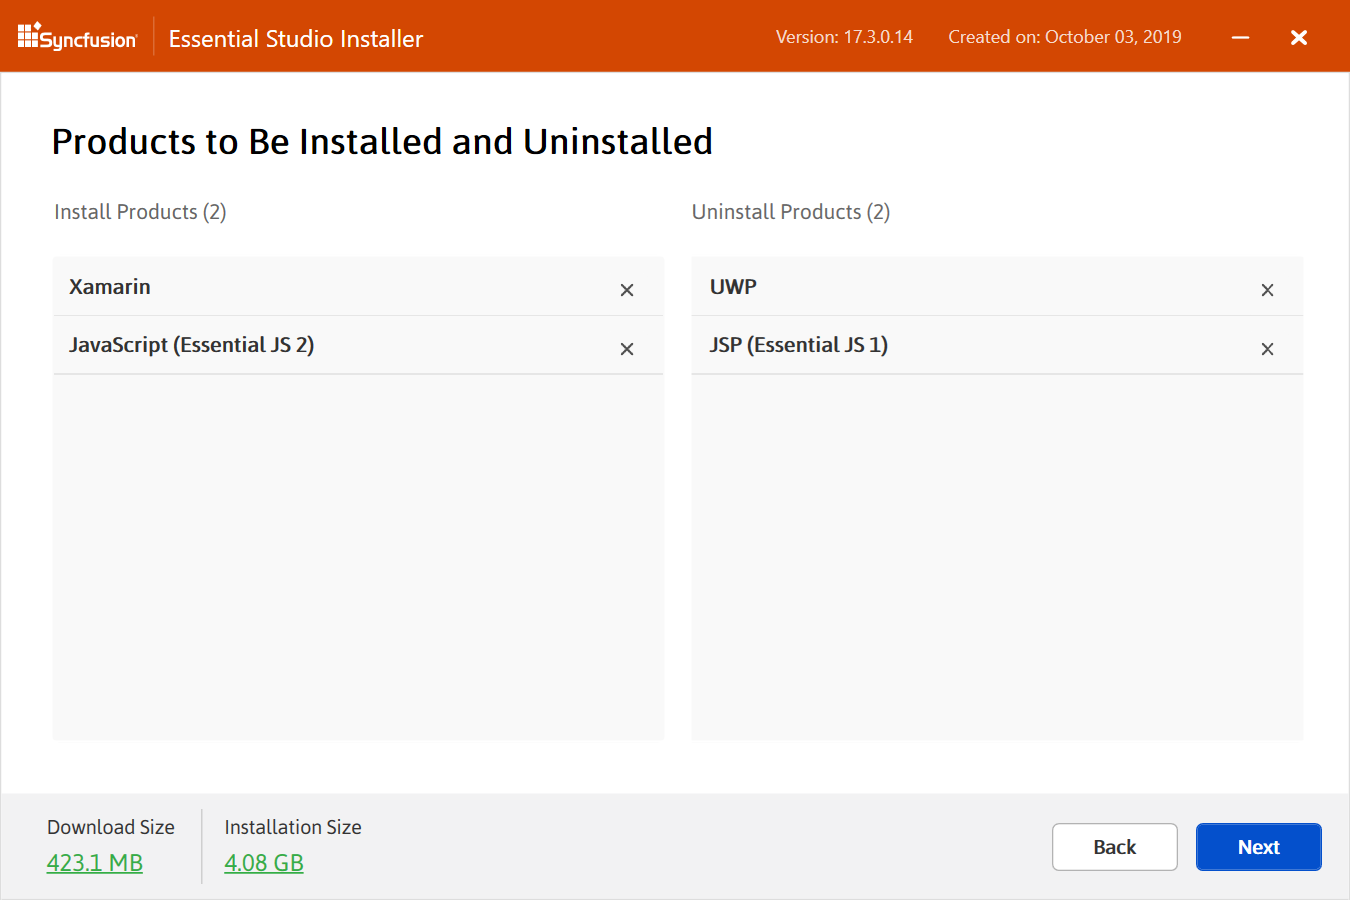 Syncfusion
Essential Studio Installer
Version: 17.3.0.14
Created on: October 03, 2019
Products to Be Installed and Uninstalled
Install Products (2)
Uninstall Products (2)
Xamarin
JavaScript (Essential JS 2)
UWP
JSP (Essential JS 1)
Download Size
423.1 MB
Installation Size
4.08 GB
Back
Next